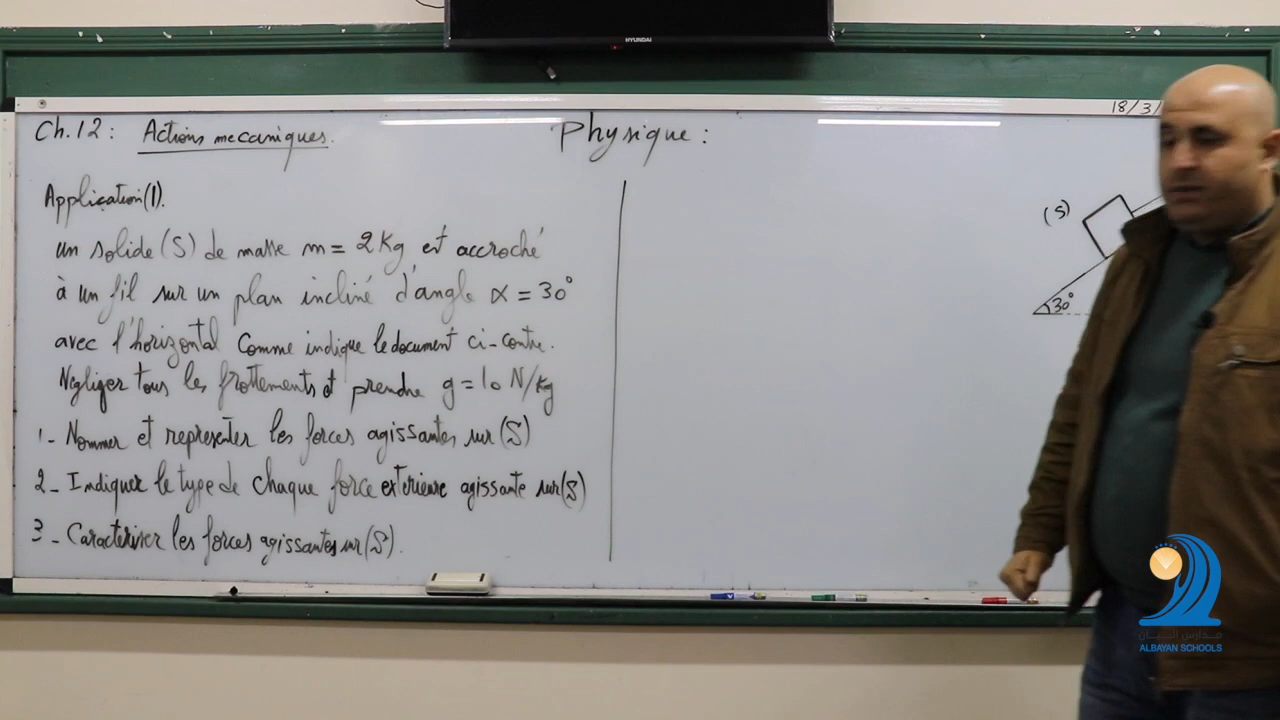 HYUNDAI
Ch.12: Actions mecaniques.
Physique:
18/3/
Application(1).
un solide (S) de masse m = 2 Kg est accroché
à un fil sur un plan incliné d'angle α = 30°
avec l'horizontal comme indique le document ci-contre.
Négliger tous les frottements et prendre g = 10 N/kg
1- Nommer et representer les forces agissantes sur (S)
2- Indiquer le type de chaque force exterieure agissante sur (S)
3- Caracteriser les forces agissantes sur (S).
(S)
30°
مدارس البيان
ALBAYAN SCHOOLS